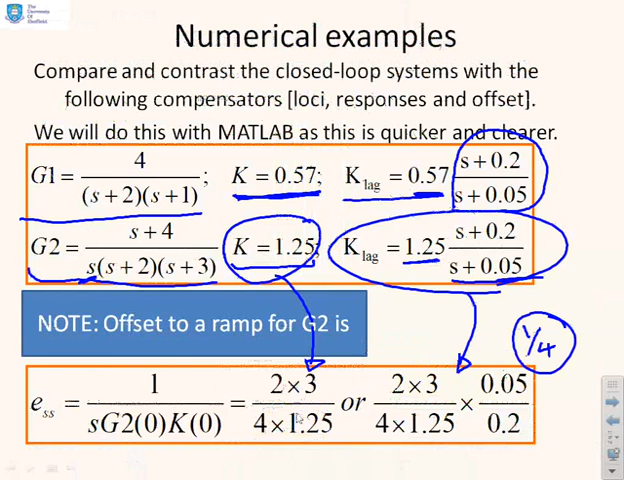 The
University
Of
Sheffield.
Numerical examples
Compare and contrast the closed-loop systems with the
following compensators [loci, responses and offset].
We will do this with MATLAB as this is quicker and clearer.
G1 = 4/((s+2)(s+1)); K = 0.57; K_lag = 0.57 (s+0.2)/(s+0.05)
G2 = (s+4)/(s(s+2)(s+3)) K = 1.25; K_lag = 1.25 (s+0.2)/(s+0.05)
NOTE: Offset to a ramp for G2 is
1/4
e_ss = 1/(sG2(0)K(0)) = (2×3)/(4×1.25) or (2×3)/(4×1.25) × 0.05/0.2